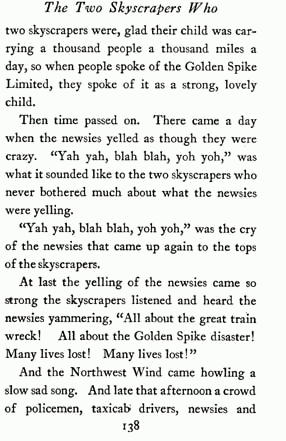 The Two Skyscrapers Who
two skyscrapers were, glad their child was car-
rying a thousand people a thousand miles a
day, so when people spoke of the Golden Spike
Limited, they spoke of it as a strong, lovely
child.
Then time passed on. There came a day
when the newsies yelled as though they were
crazy. “Yah yah, blah blah, yoh yoh,” was
what it sounded like to the two skyscrapers who
never bothered much about what the newsies
were yelling.
“Yah yah, blah blah, yoh yoh,” was the cry
of the newsies that came up again to the tops
of the skyscrapers.
At last the yelling of the newsies came so
strong the skyscrapers listened and heard the
newsies yammering, “All about the great train
wreck! All about the Golden Spike disaster!
Many lives lost! Many lives lost!”
And the Northwest Wind came howling a
slow sad song. And late that afternoon a crowd
of policemen, taxicab drivers, newsies and
138